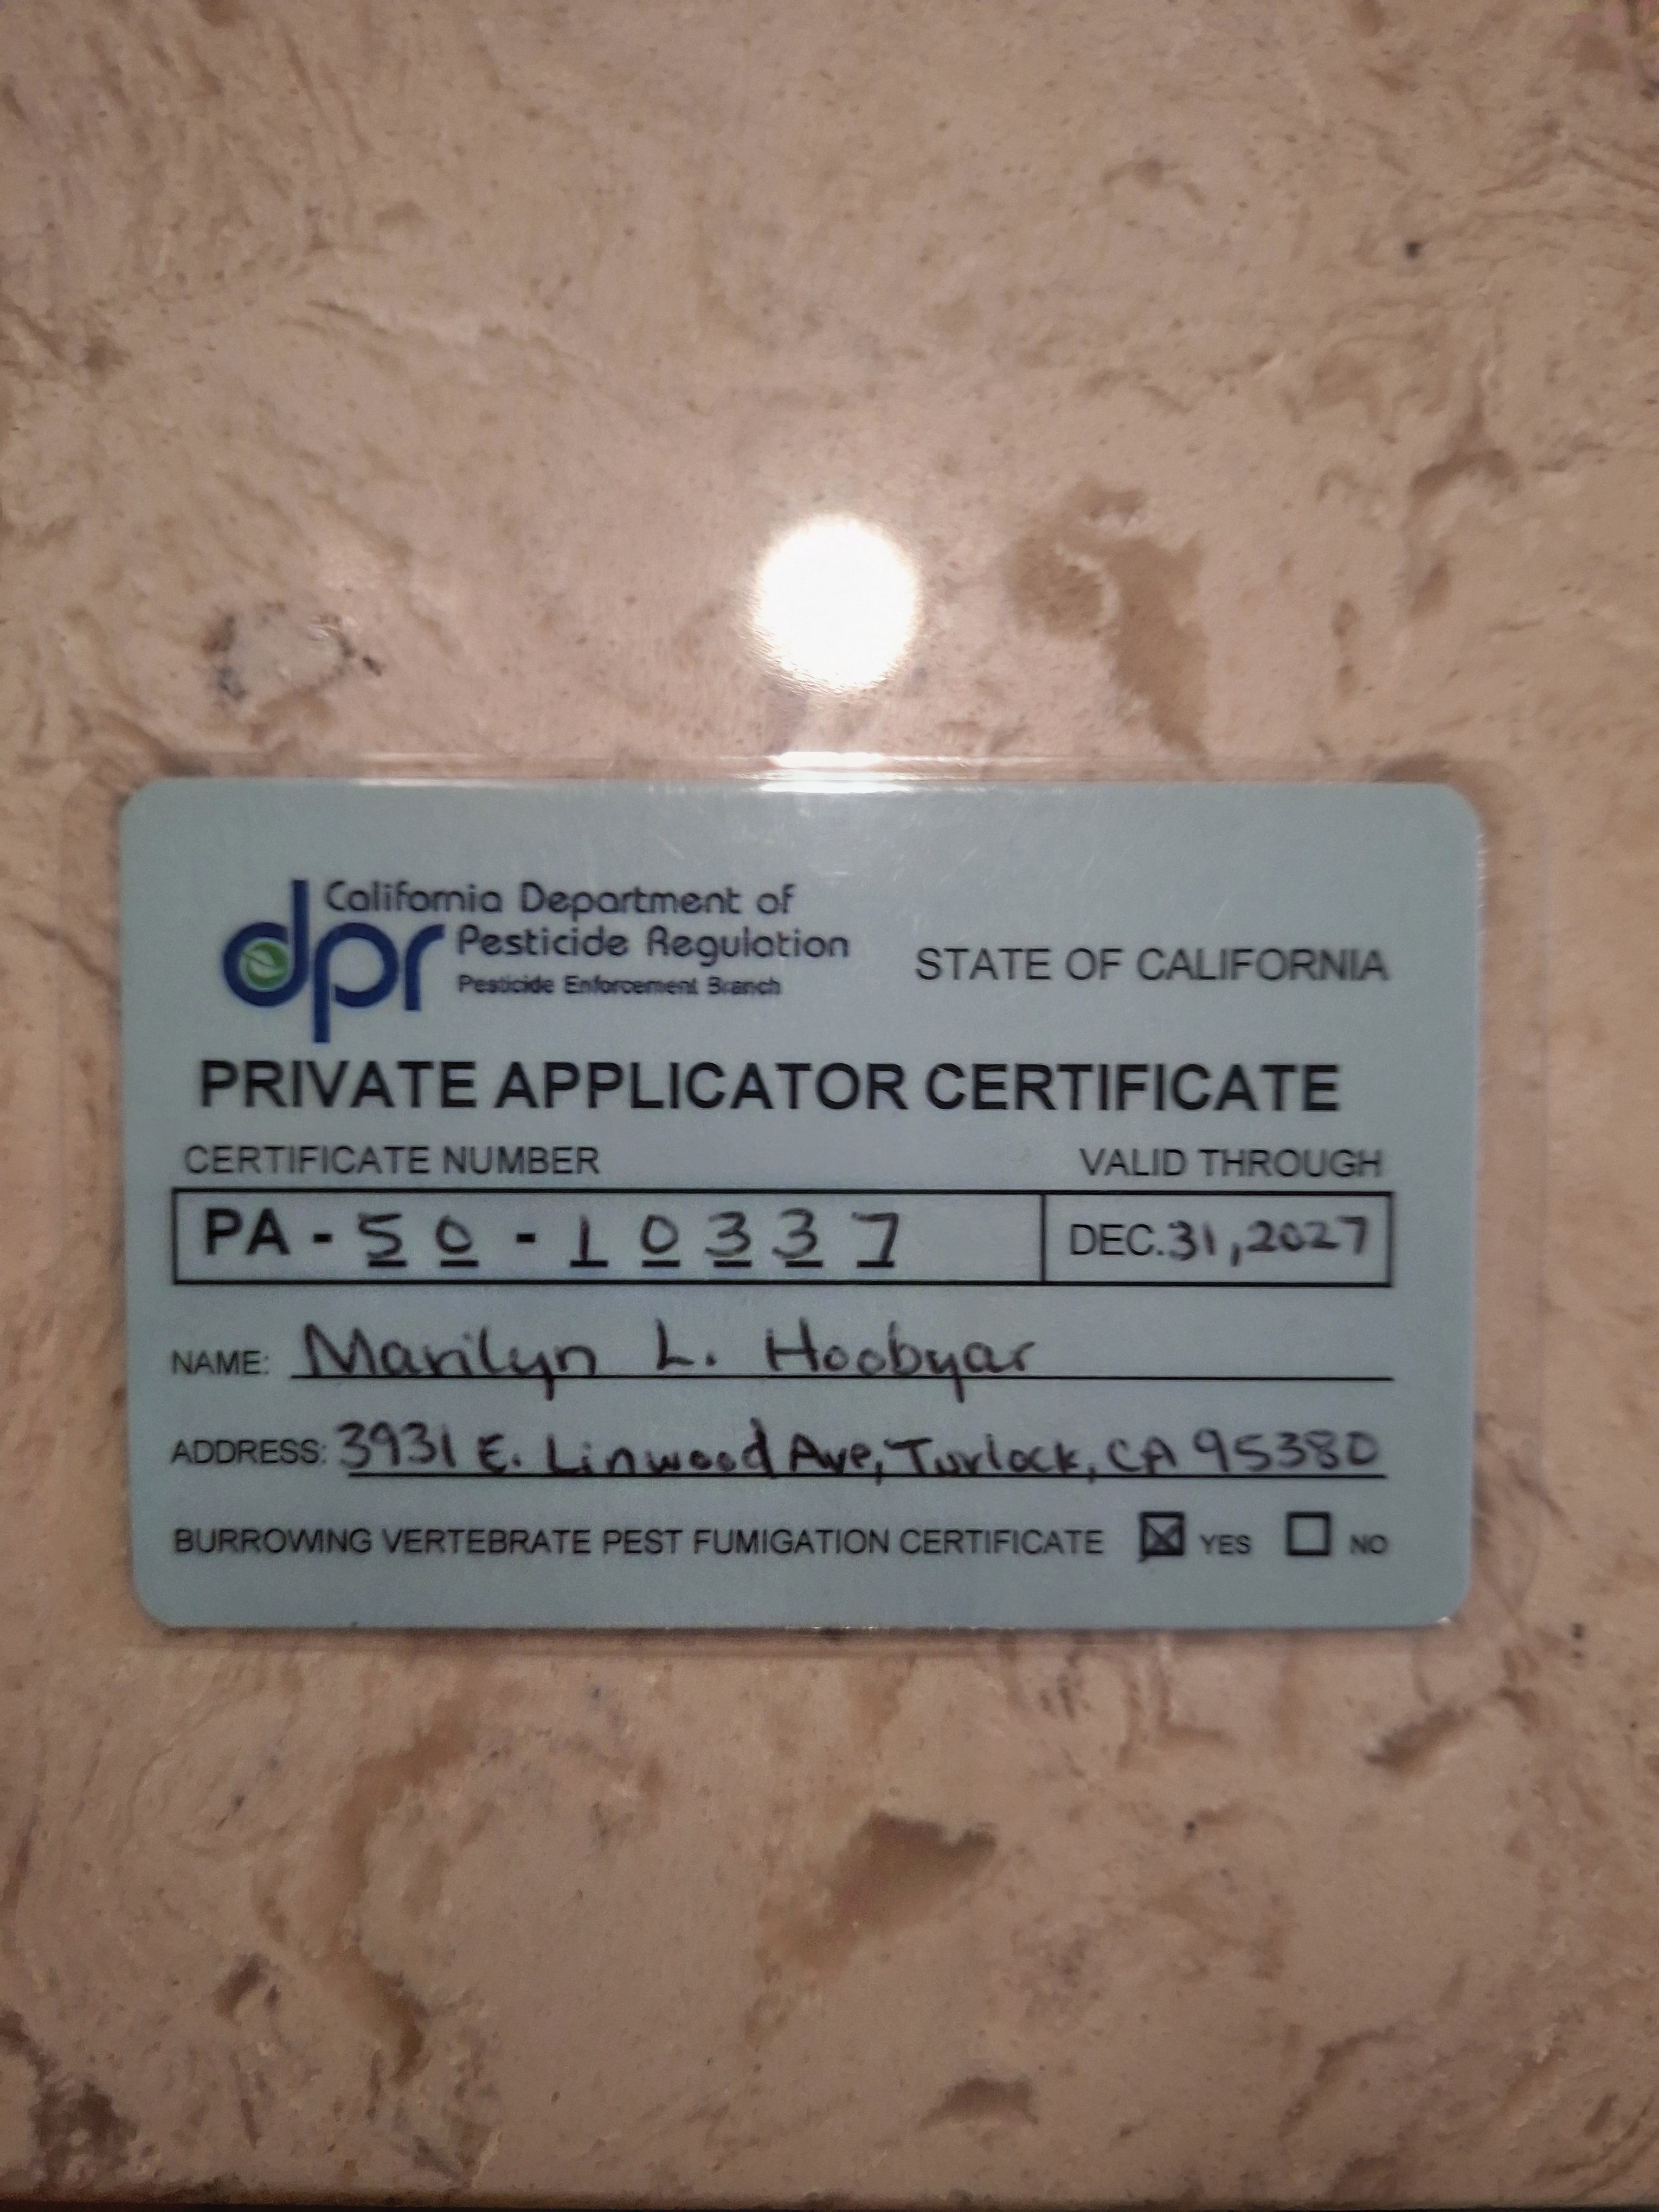 dpr
California Department of
Pesticide Regulation
Pesticide Enforcement Branch
STATE OF CALIFORNIA
PRIVATE APPLICATOR CERTIFICATE
CERTIFICATE NUMBER VALID THROUGH
PA - 50 - 10337 DEC. 31, 2027
NAME: Marilyn L. Hoobyar
ADDRESS: 3931 E. Linwood Ave, Turlock, CA 95380
BURROWING VERTEBRATE PEST FUMIGATION CERTIFICATE ☒ YES ☐ NO